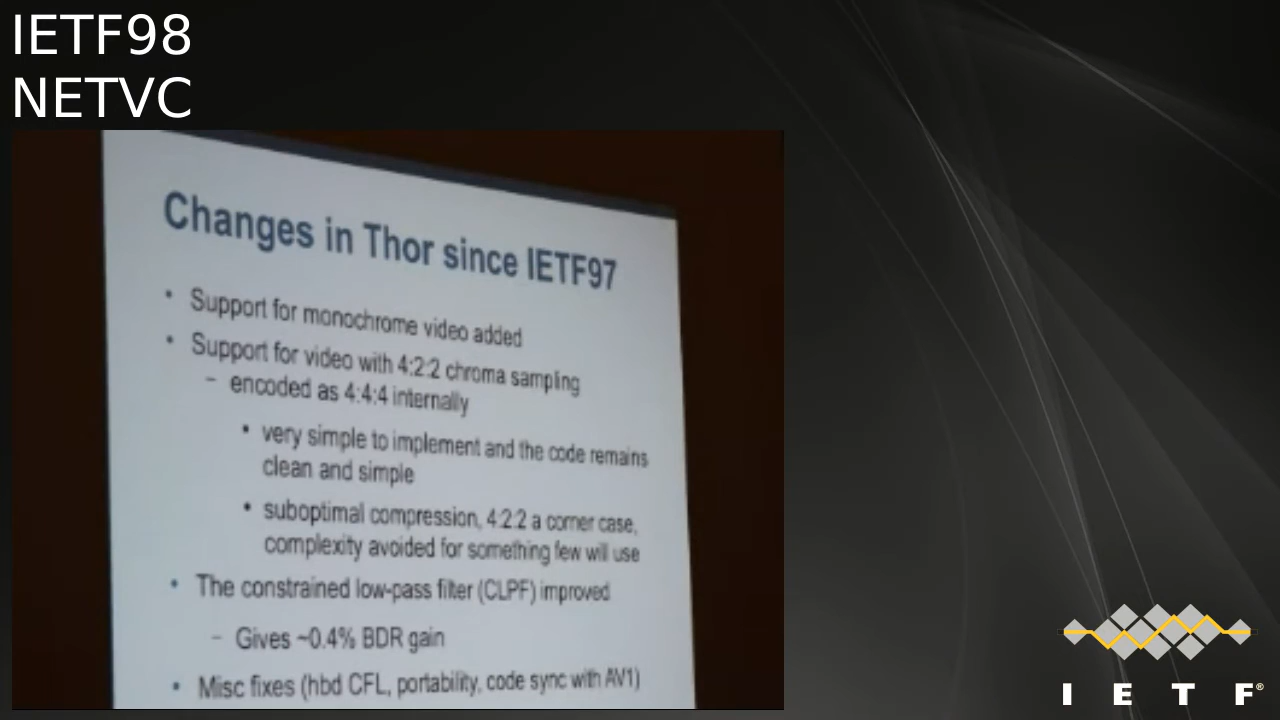 IETF98
NETVC
Changes in Thor since IETF97
• Support for monochrome video added
• Support for video with 4:2:2 chroma sampling
– encoded as 4:4:4 internally
• very simple to implement and the code remains
clean and simple
• suboptimal compression, 4:2:2 a corner case,
complexity avoided for something few will use
• The constrained low-pass filter (CLPF) improved
– Gives ~0.4% BDR gain
• Misc fixes (hbd CFL, portability, code sync with AV1)
I E T F®